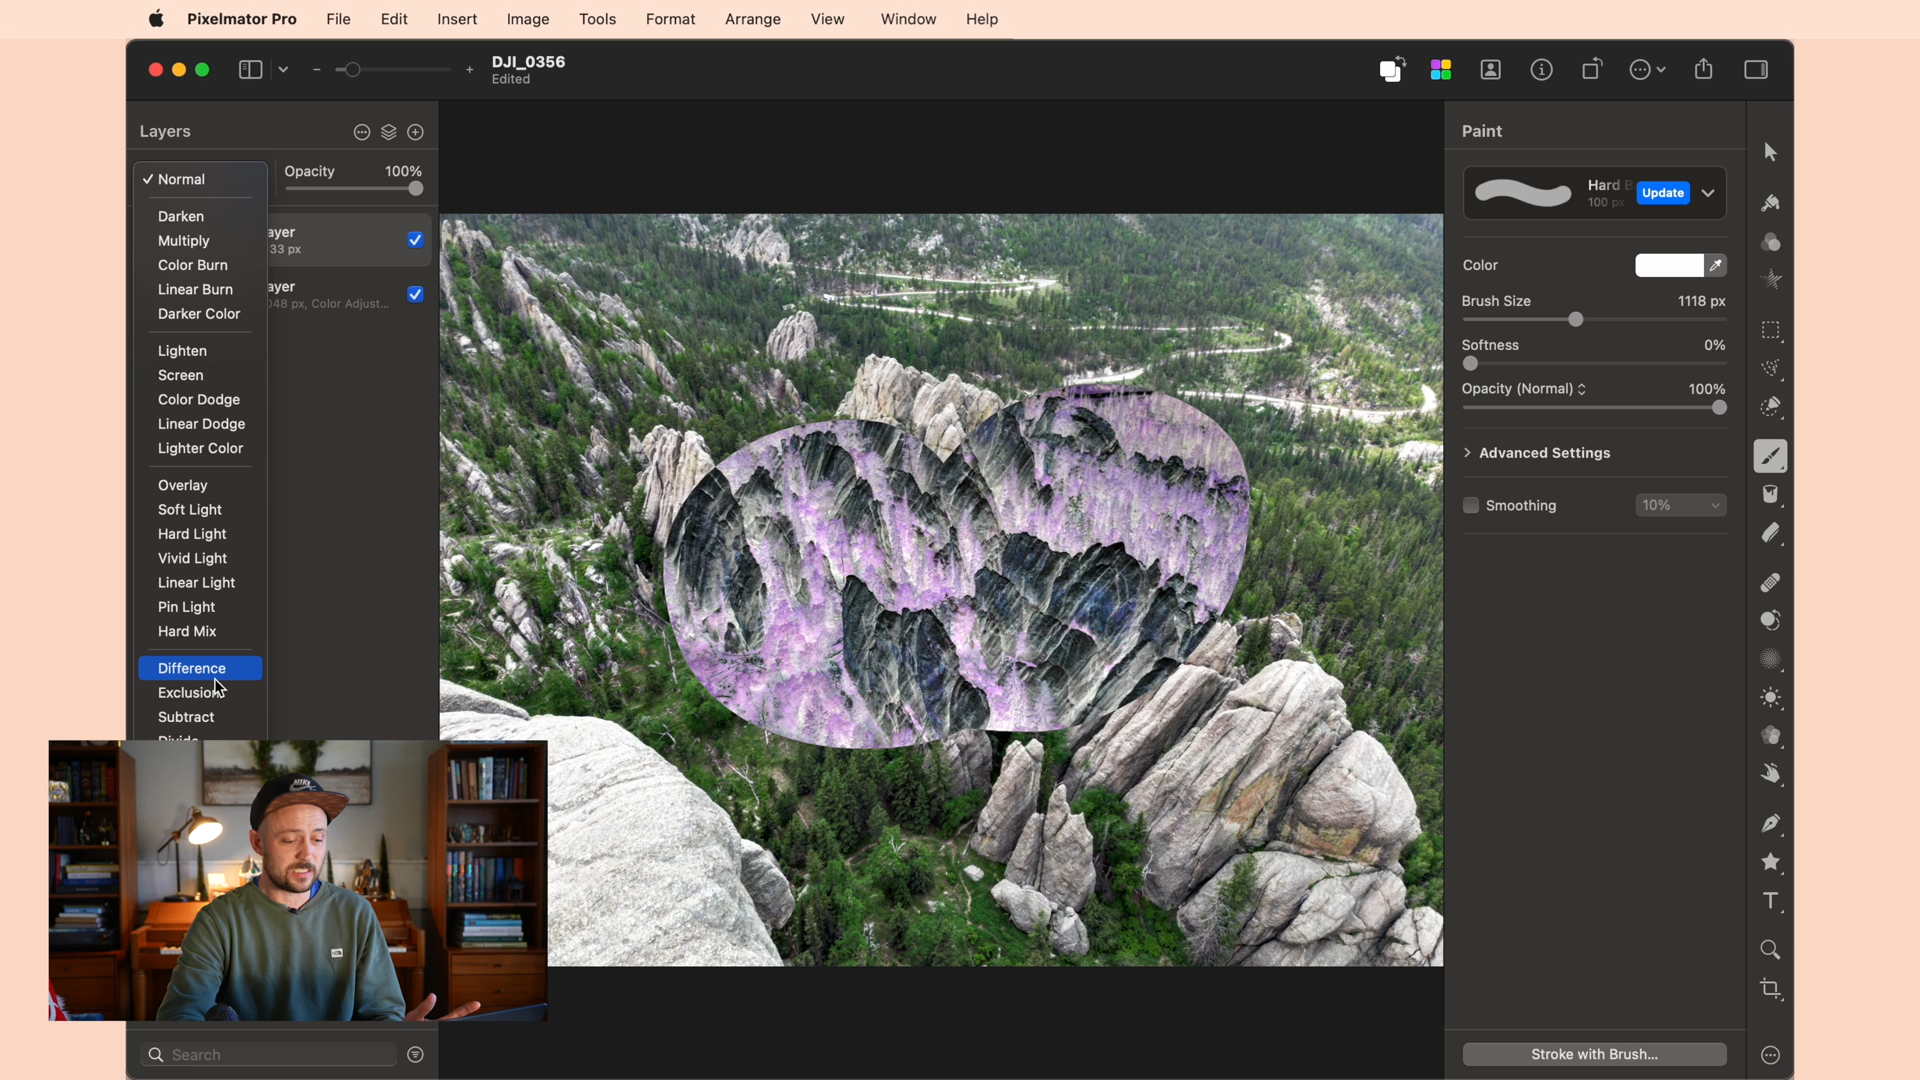 Pixelmator Pro File Edit Insert Image Tools Format Arrange View Window Help
DJI_0356
Edited
Layers
Normal
Opacity 100%
Darken
Multiply
Color Burn
Linear Burn
Darker Color
Lighten
Screen
Color Dodge
Linear Dodge
Lighter Color
Overlay
Soft Light
Hard Light
Vivid Light
Linear Light
Pin Light
Hard Mix
Difference
Exclusion
Subtract
ayer
33 px
ayer
048 px, Color Adjust...
Search
Paint
Hard B
100 px
Update
Color
Brush Size 1118 px
Softness 0%
Opacity (Normal) 100%
Advanced Settings
Smoothing 10%
Stroke with Brush...